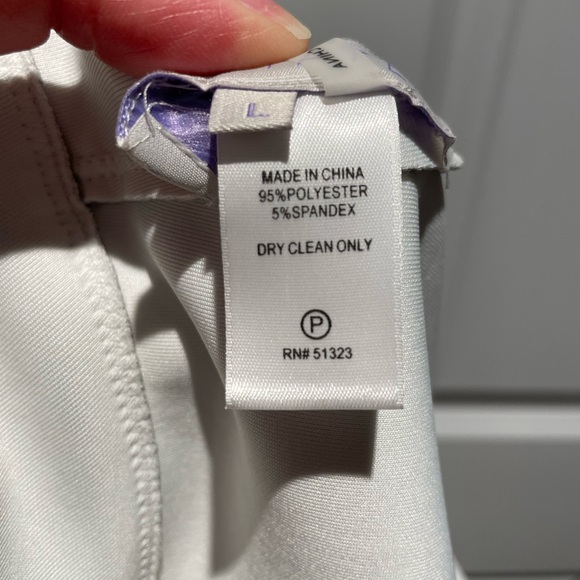 L
MADE IN CHINA
95%POLYESTER
5%SPANDEX
DRY CLEAN ONLY
P
RN# 51323